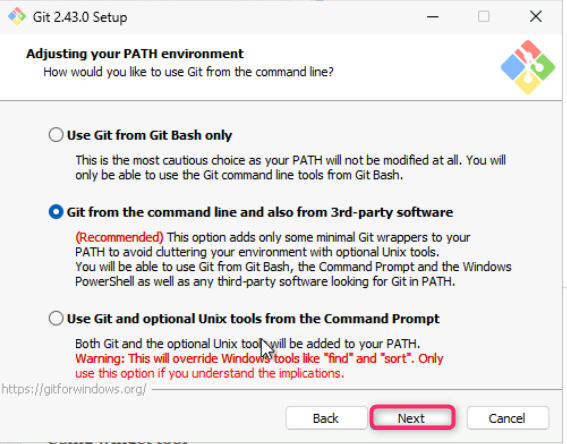 Git 2.43.0 Setup
Adjusting your PATH environment
How would you like to use Git from the command line?
Use Git from Git Bash only
This is the most cautious choice as your PATH will not be modified at all. You will
only be able to use the Git command line tools from Git Bash.
Git from the command line and also from 3rd-party software
(Recommended) This option adds only some minimal Git wrappers to your
PATH to avoid cluttering your environment with optional Unix tools.
You will be able to use Git from Git Bash, the Command Prompt and the Windows
PowerShell as well as any third-party software looking for Git in PATH.
Use Git and optional Unix tools from the Command Prompt
Both Git and the optional Unix tools will be added to your PATH.
Warning: This will override Windows tools like "find" and "sort". Only
use this option if you understand the implications.
https://gitforwindows.org/
Back Next Cancel